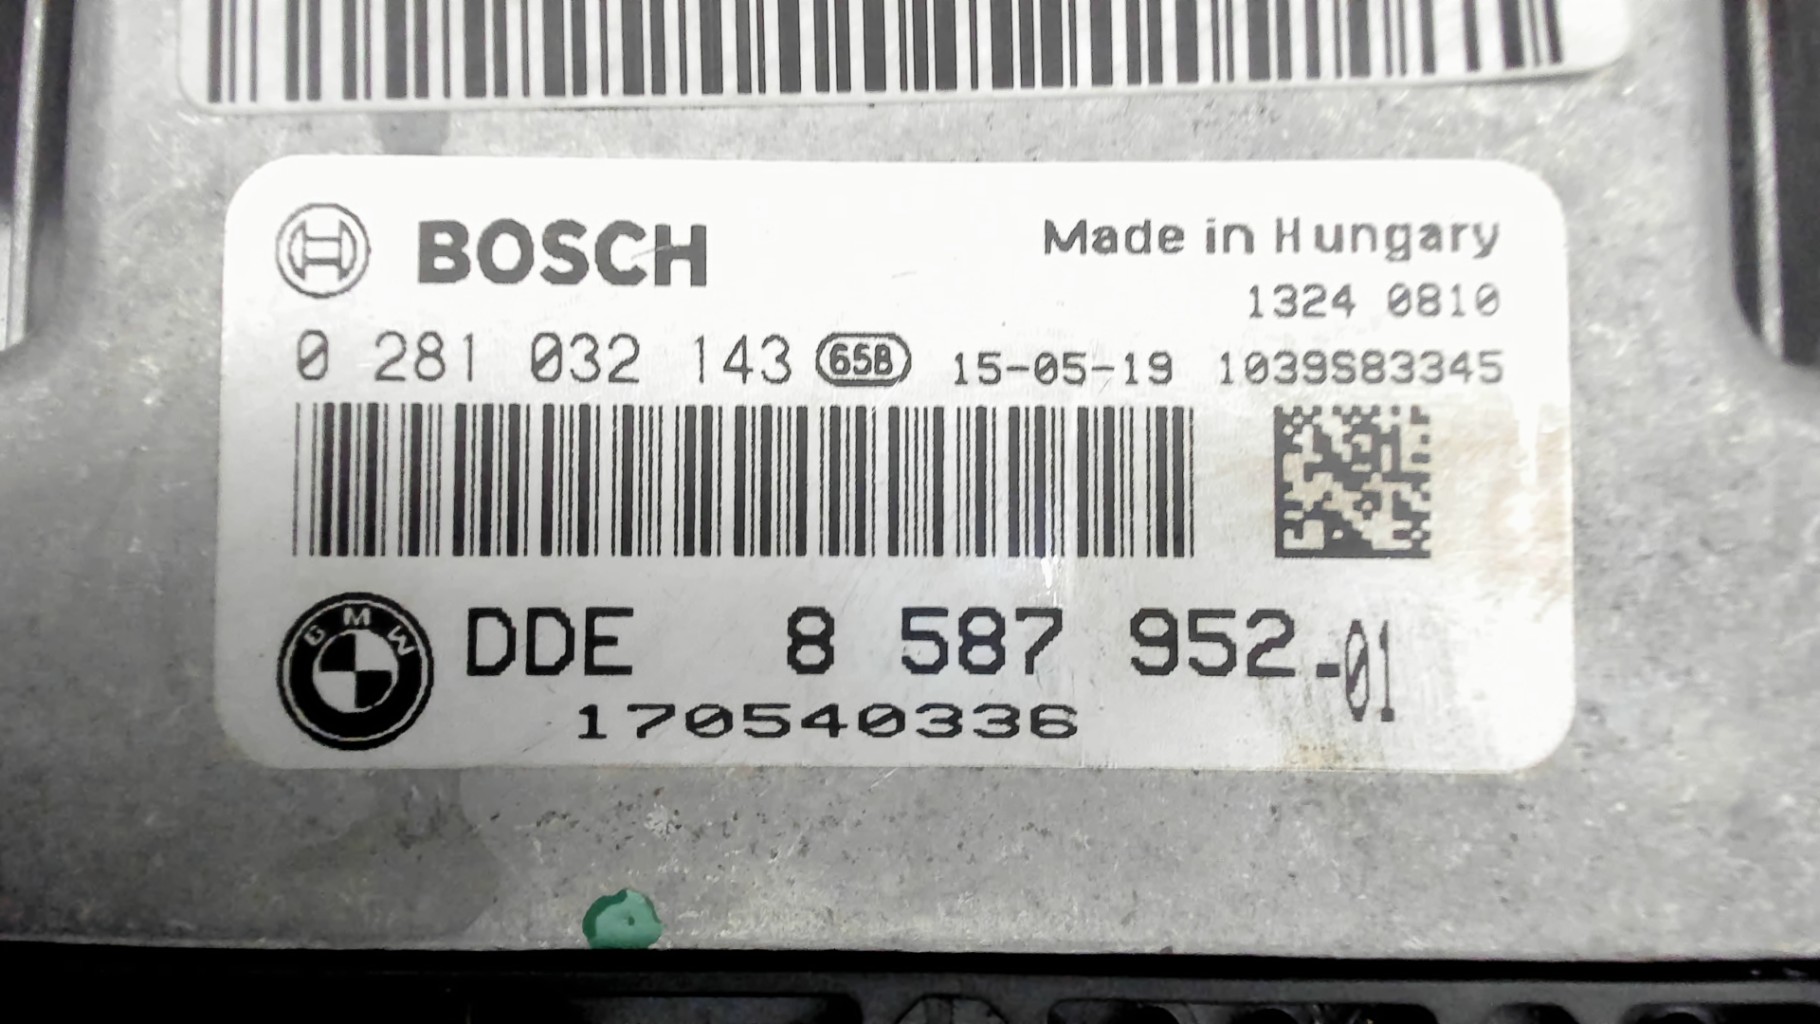 BOSCH
Made in Hungary
1324 0810
0 281 032 143 65B 15-05-19 1039S83345
BMW DDE 8 587 952-01
170540336